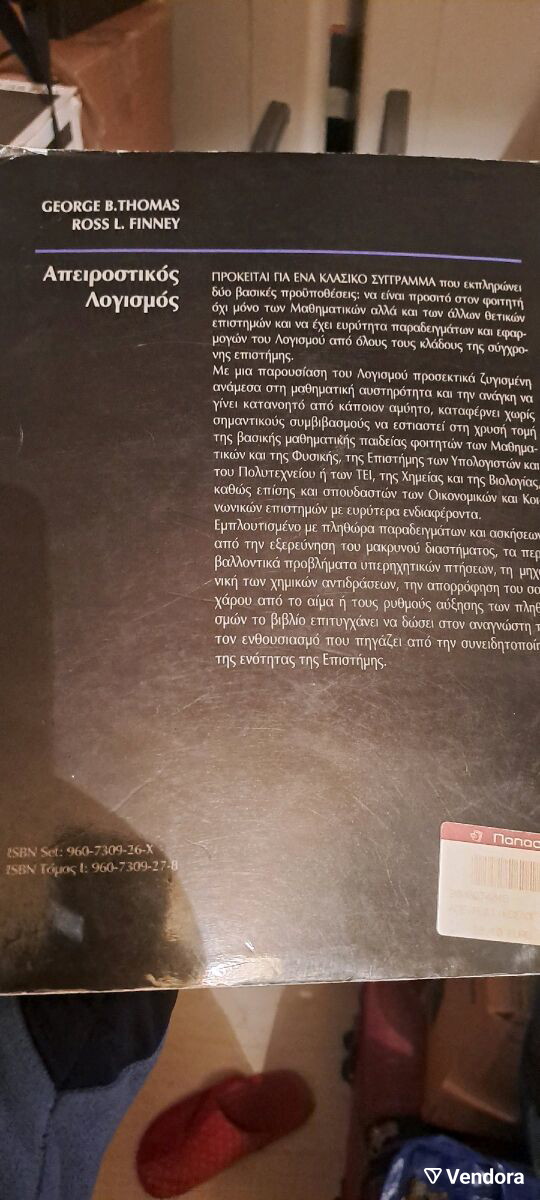 GEORGE B.THOMAS
ROSS L. FINNEY
Απειροστικός
Λογισμός
ΠΡΟΚΕΙΤΑΙ ΓΙΑ ΕΝΑ ΚΛΑΣΙΚΟ ΣΥΓΓΡΑΜΜΑ που εκπληρώνει
δύο βασικές προϋποθέσεις: να είναι προσιτό στον φοιτητή
όχι μόνο των Μαθηματικών αλλά και των άλλων θετικών
επιστημών και να έχει ευρύτητα παραδειγμάτων και εφαρ-
μογών του Λογισμού από όλους τους κλάδους της σύγχρο-
νης επιστήμης.
Με μια παρουσίαση του Λογισμού προσεκτικά ζυγισμένη
ανάμεσα στη μαθηματική αυστηρότητα και την ανάγκη να
γίνει κατανοητό από κάποιον αμύητο, καταφέρνει χωρίς
σημαντικούς συμβιβασμούς να εστιαστεί στη χρυσή τομή
της βασικής μαθηματικής παιδείας φοιτητών των Μαθημα-
τικών και της Φυσικής, της Επιστήμης των Υπολογιστών και
του Πολυτεχνείου ή των ΤΕΙ, της Χημείας και της Βιολογίας,
καθώς επίσης και σπουδαστών των Οικονομικών και Κοι-
νωνικών επιστημών με ευρύτερα ενδιαφέροντα.
Εμπλουτισμένο με πληθώρα παραδειγμάτων και ασκήσεων
από την εξερεύνηση του μακρυνού διαστήματος, τα περ
βαλλοντικά προβλήματα υπερηχητικών πτήσεων, τη μηχ
νική των χημικών αντιδράσεων, την απορρόφηση του σα
χάρου από το αίμα ή τους ρυθμούς αύξησης των πληθ
σμών το βιβλίο επιτυγχάνει να δώσει στον αναγνώστη τ
τον ενθουσιασμό που πηγάζει από την συνειδητοποί
της ενότητας της Επιστήμης.
ISBN Set: 960-7309-26-X
ISBN Τόμος Ι: 960-7309-27-8
Vendora